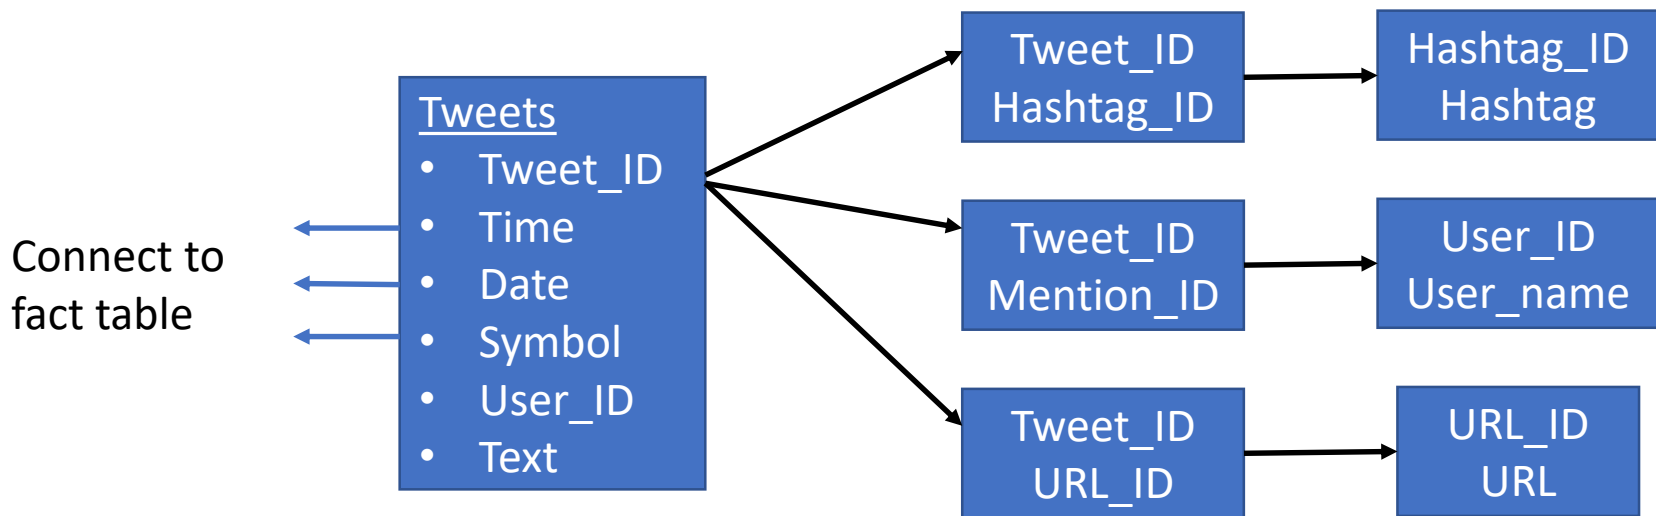 Connect to
fact table
Tweets
• Tweet_ID
• Time
• Date
• Symbol
• User_ID
• Text
Tweet_ID
Hashtag_ID
Hashtag_ID
Hashtag
Tweet_ID
Mention_ID
User_ID
User_name
Tweet_ID
URL_ID
URL_ID
URL